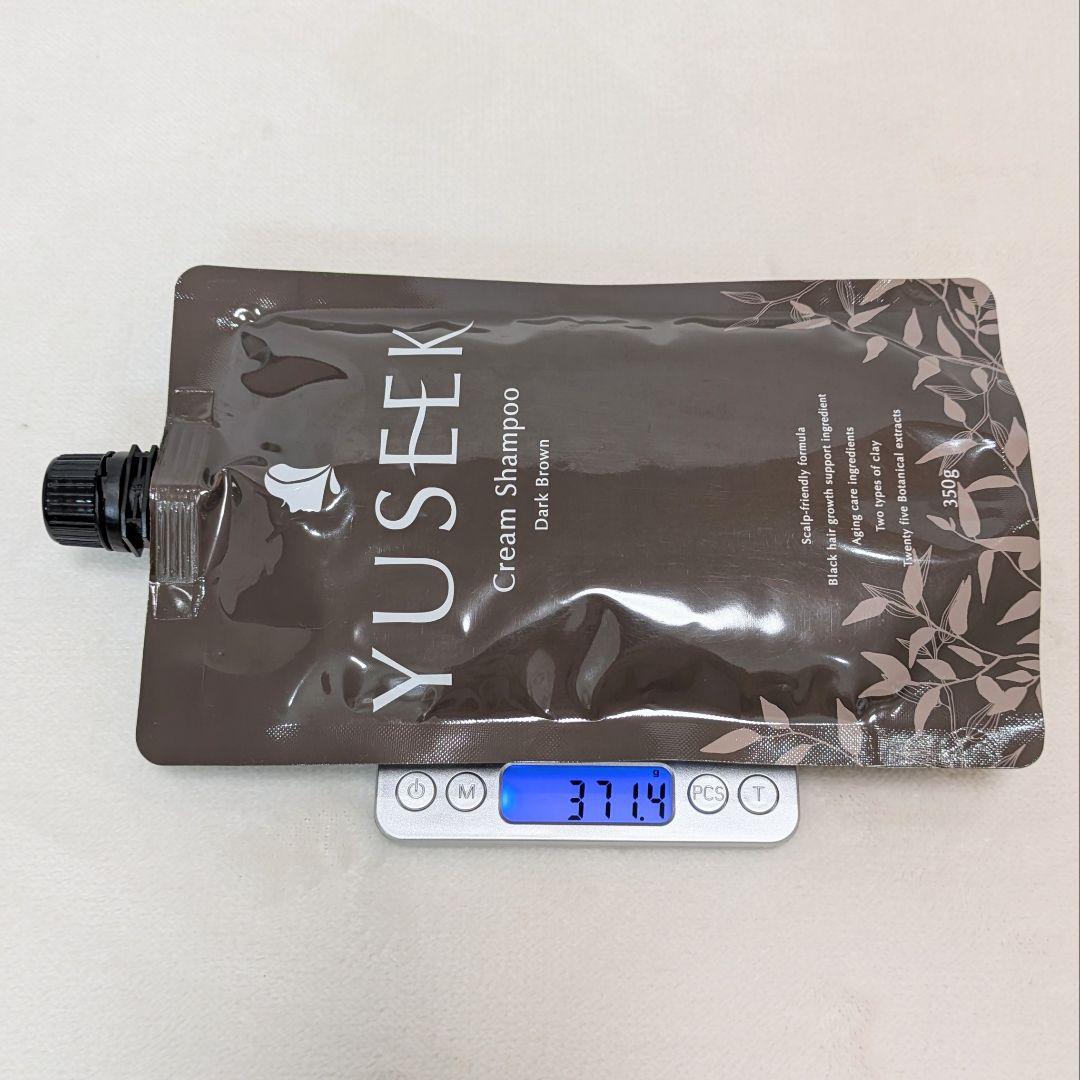 YUSEEK
Cream Shampoo
Dark Brown
Scalp-friendly formula
Black hair growth support ingredient
Aging care ingredients
Two types of clay
Twenty five Botanical extracts
350g
M
371.4
g
PCS
T